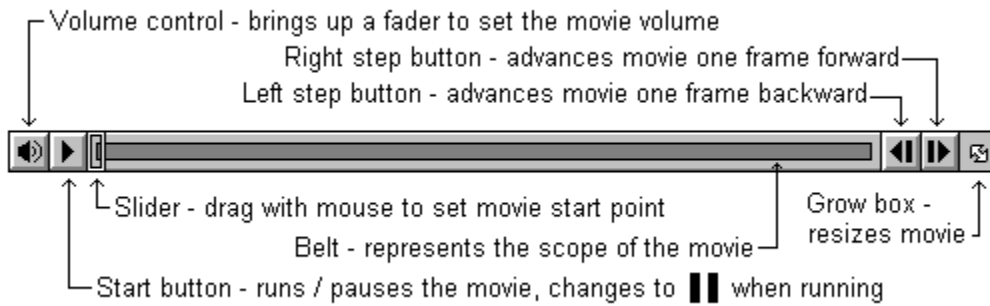 Volume control - brings up a fader to set the movie volume
Right step button - advances movie one frame forward
Left step button - advances movie one frame backward
Slider - drag with mouse to set movie start point
Grow box -
resizes movie
Belt - represents the scope of the movie
Start button - runs / pauses the movie, changes to ▐▐ when running